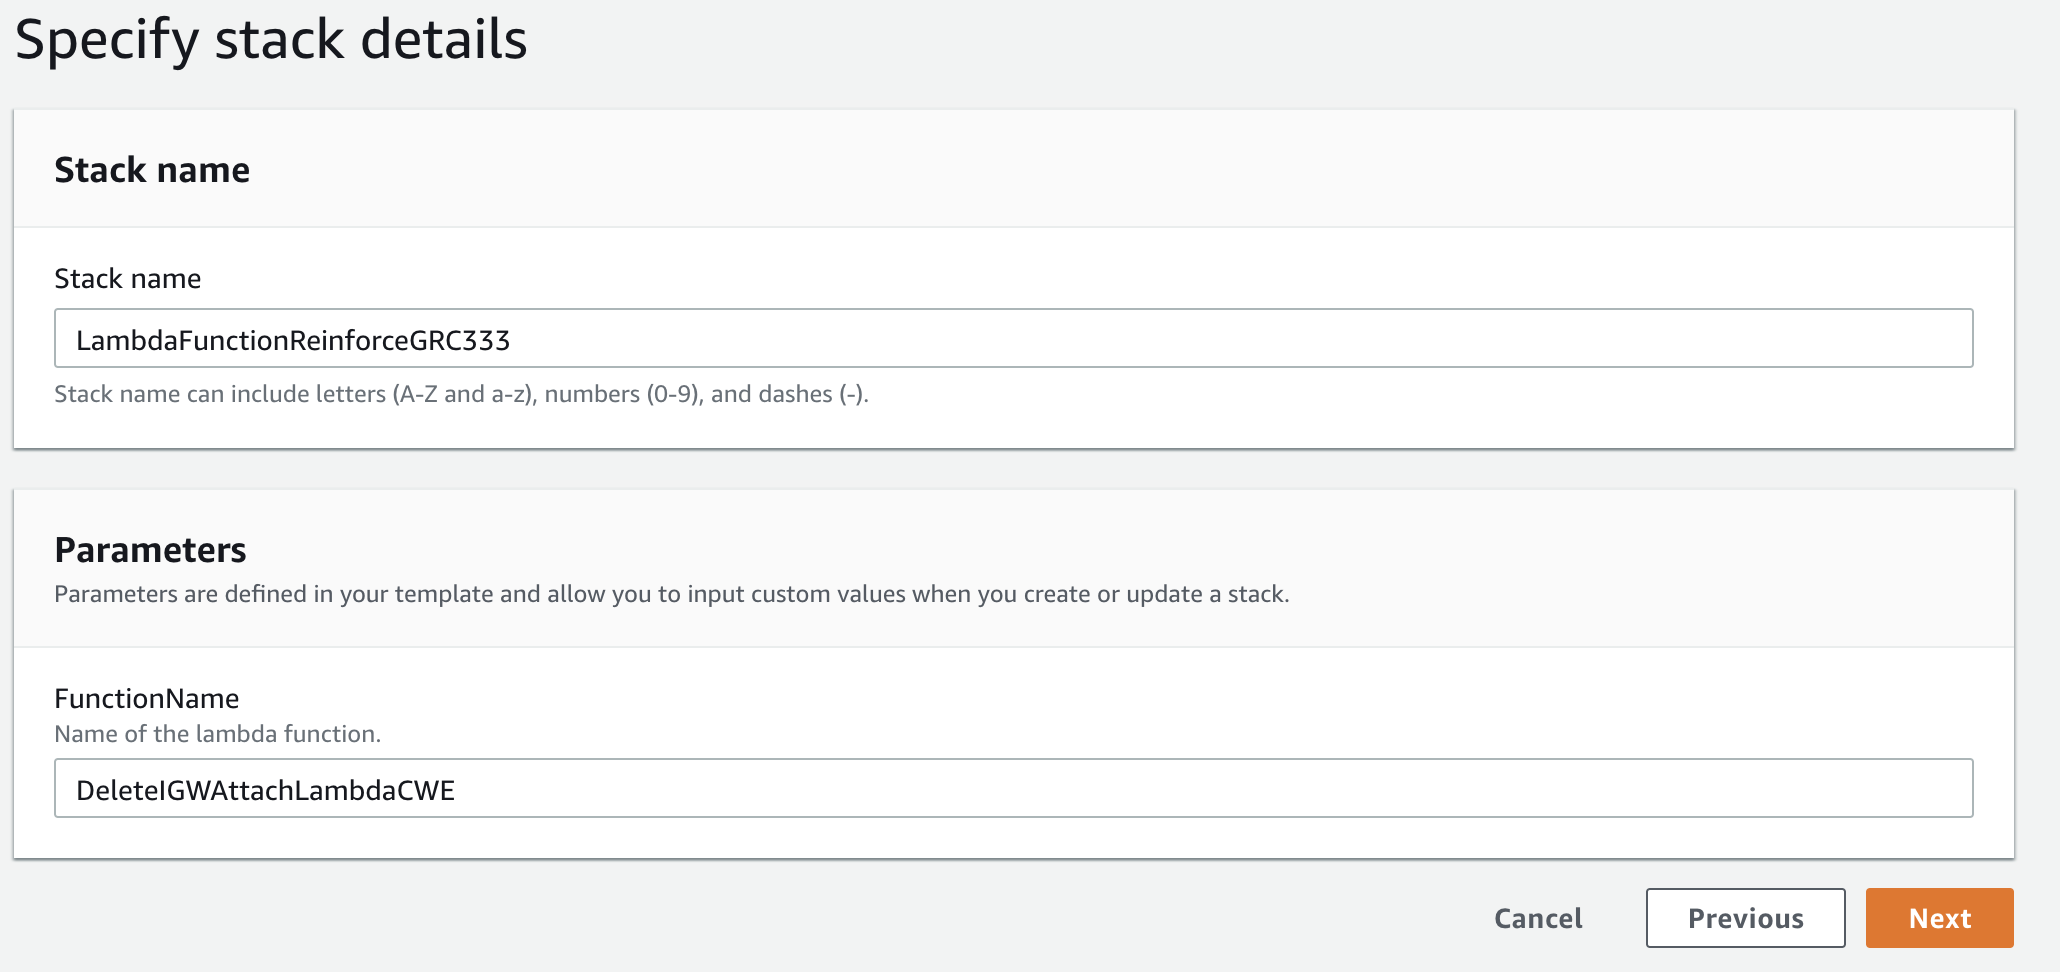 Specify stack details
Stack name
Stack name
LambdaFunctionReinforceGRC333
Stack name can include letters (A-Z and a-z), numbers (0-9), and dashes (-).
Parameters
Parameters are defined in your template and allow you to input custom values when you create or update a stack.
FunctionName
Name of the lambda function.
DeleteIGWAttachLambdaCWE
Cancel Previous Next